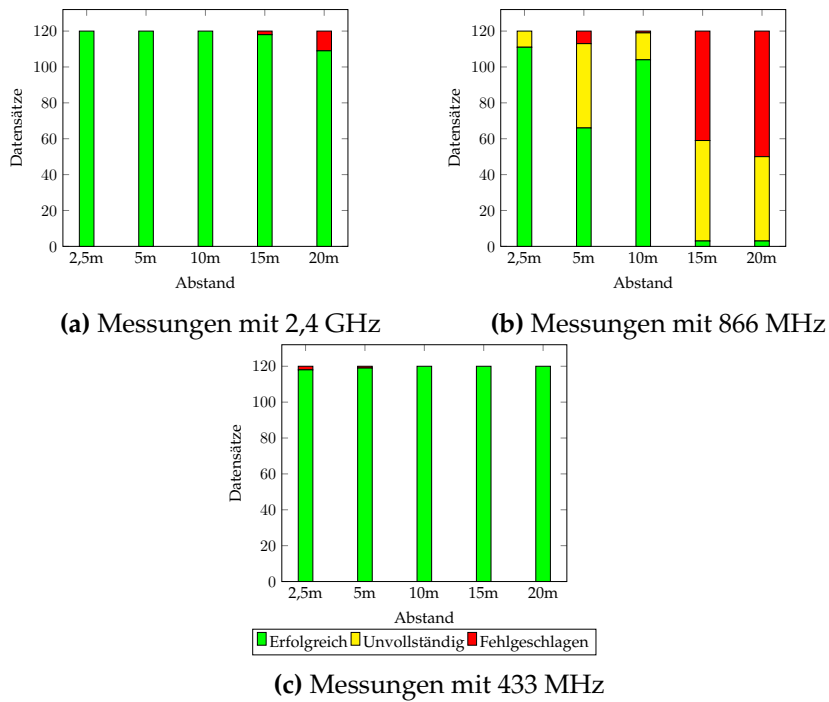 120
100
80
60
40
20
0
Datensätze
2,5m 5m 10m 15m 20m
Abstand
(a) Messungen mit 2,4 GHz
120
100
80
60
40
20
0
Datensätze
2,5m 5m 10m 15m 20m
Abstand
(b) Messungen mit 866 MHz
120
100
80
60
40
20
0
Datensätze
2,5m 5m 10m 15m 20m
Abstand
Erfolgreich Unvollständig Fehlgeschlagen
(c) Messungen mit 433 MHz